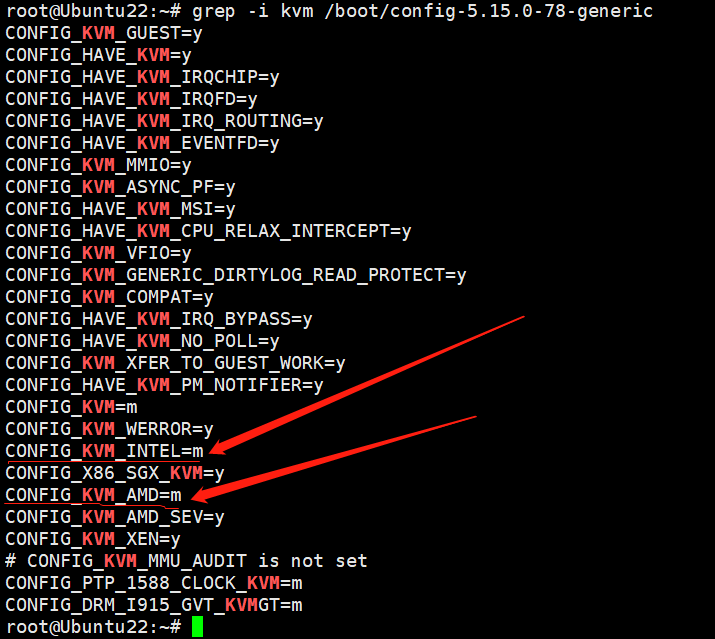 root@Ubuntu22:~# grep -i kvm /boot/config-5.15.0-78-generic
CONFIG_KVM_GUEST=y
CONFIG_HAVE_KVM=y
CONFIG_HAVE_KVM_IRQCHIP=y
CONFIG_HAVE_KVM_IRQFD=y
CONFIG_HAVE_KVM_IRQ_ROUTING=y
CONFIG_HAVE_KVM_EVENTFD=y
CONFIG_KVM_MMIO=y
CONFIG_KVM_ASYNC_PF=y
CONFIG_HAVE_KVM_MSI=y
CONFIG_HAVE_KVM_CPU_RELAX_INTERCEPT=y
CONFIG_KVM_VFIO=y
CONFIG_KVM_GENERIC_DIRTYLOG_READ_PROTECT=y
CONFIG_KVM_COMPAT=y
CONFIG_HAVE_KVM_IRQ_BYPASS=y
CONFIG_HAVE_KVM_NO_POLL=y
CONFIG_KVM_XFER_TO_GUEST_WORK=y
CONFIG_HAVE_KVM_PM_NOTIFIER=y
CONFIG_KVM=m
CONFIG_KVM_WERROR=y
CONFIG_KVM_INTEL=m
CONFIG_X86_SGX_KVM=y
CONFIG_KVM_AMD=m
CONFIG_KVM_AMD_SEV=y
CONFIG_KVM_XEN=y
# CONFIG_KVM_MMU_AUDIT is not set
CONFIG_PTP_1588_CLOCK_KVM=m
CONFIG_DRM_I915_GVT_KVMGT=m
root@Ubuntu22:~#